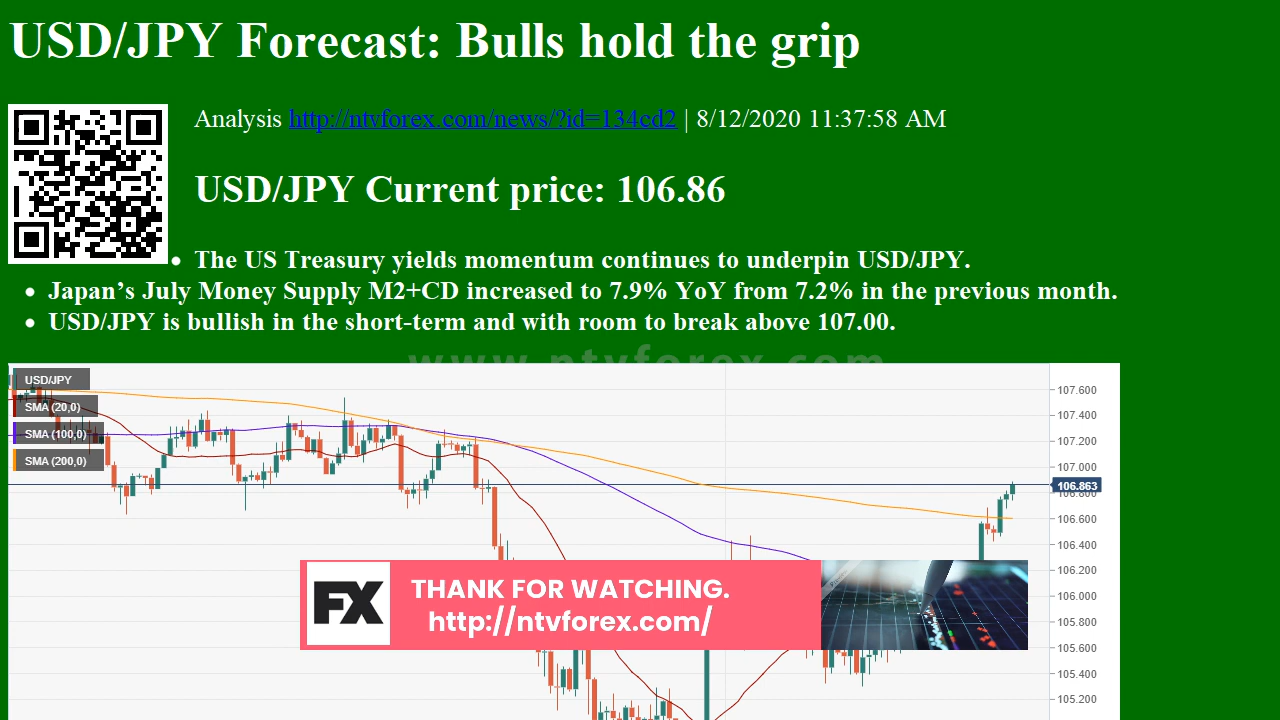 USD/JPY Forecast: Bulls hold the grip
Analysis http://ntvforex.com/news/?id=134cd2 | 8/12/2020 11:37:58 AM
USD/JPY Current price: 106.86
• The US Treasury yields momentum continues to underpin USD/JPY.
• Japan’s July Money Supply M2+CD increased to 7.9% YoY from 7.2% in the previous month.
• USD/JPY is bullish in the short-term and with room to break above 107.00.
www.ntvforex.com
USD/JPY
SMA (20,0)
SMA (100,0)
SMA (200,0)
107.600
107.400
107.200
107.000
106.863
106.800
106.600
106.400
106.200
106.000
105.800
105.600
105.400
105.200
FX
THANK FOR WATCHING.
http://ntvforex.com/